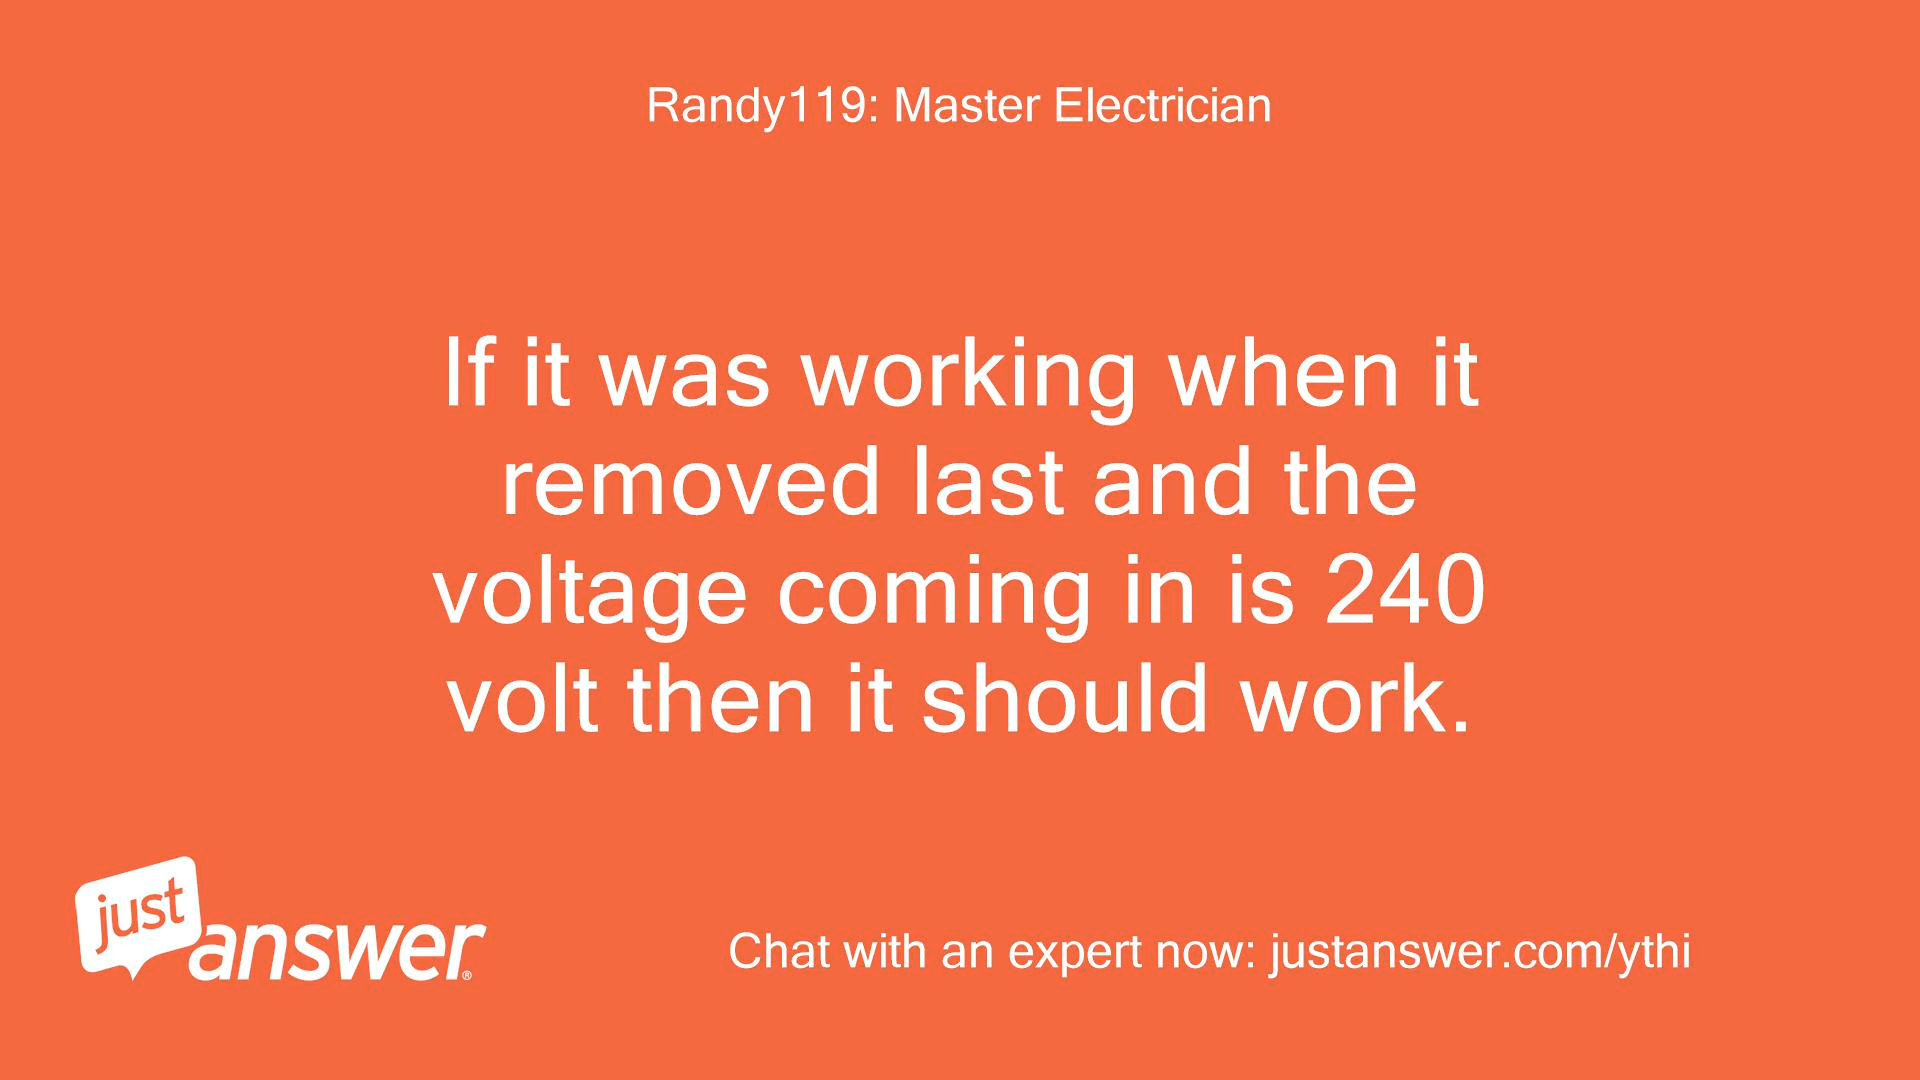 Randy119: Master Electrician
If it was working when it
removed last and the
voltage coming in is 240
volt then it should work.
just
answer®
Chat with an expert now: justanswer.com/ythi